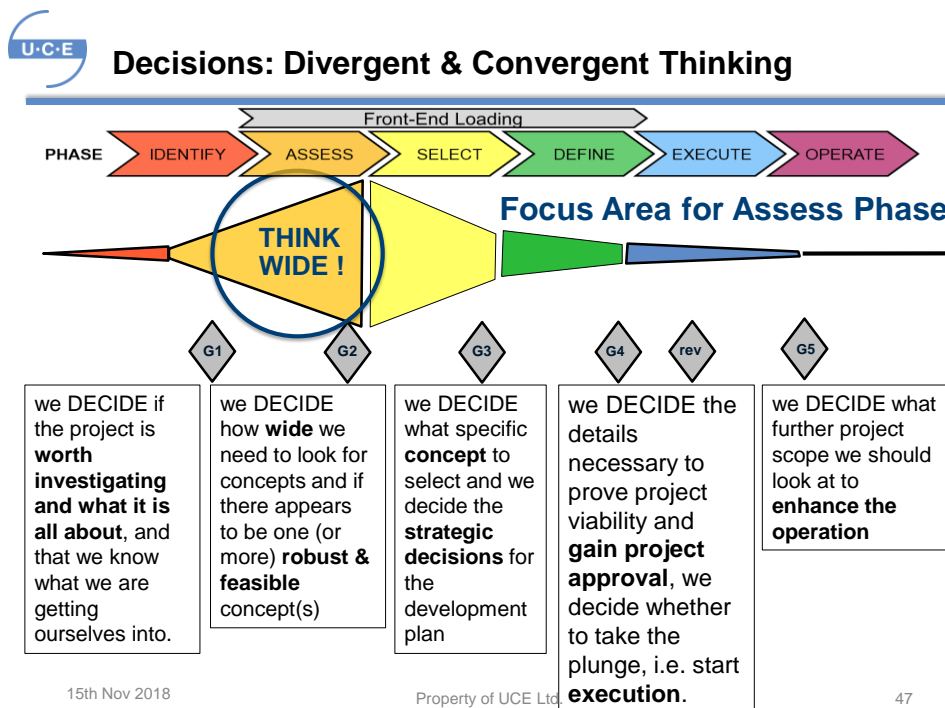 U·C·E
Decisions: Divergent & Convergent Thinking
Front-End Loading
PHASE IDENTIFY ASSESS SELECT DEFINE EXECUTE OPERATE
Focus Area for Assess Phase
THINK
WIDE !
G1 G2 G3 G4 rev G5
we DECIDE if
the project is
worth
investigating
and what it is
all about, and
that we know
what we are
getting
ourselves into.
we DECIDE
how wide we
need to look for
concepts and if
there appears
to be one (or
more) robust &
feasible
concept(s)
we DECIDE
what specific
concept to
select and we
decide the
strategic
decisions for
the
development
plan
we DECIDE the
details
necessary to
prove project
viability and
gain project
approval, we
decide whether
to take the
plunge, i.e. start
execution.
we DECIDE what
further project
scope we should
look at to
enhance the
operation
15th Nov 2018
Property of UCE Ltd.
47